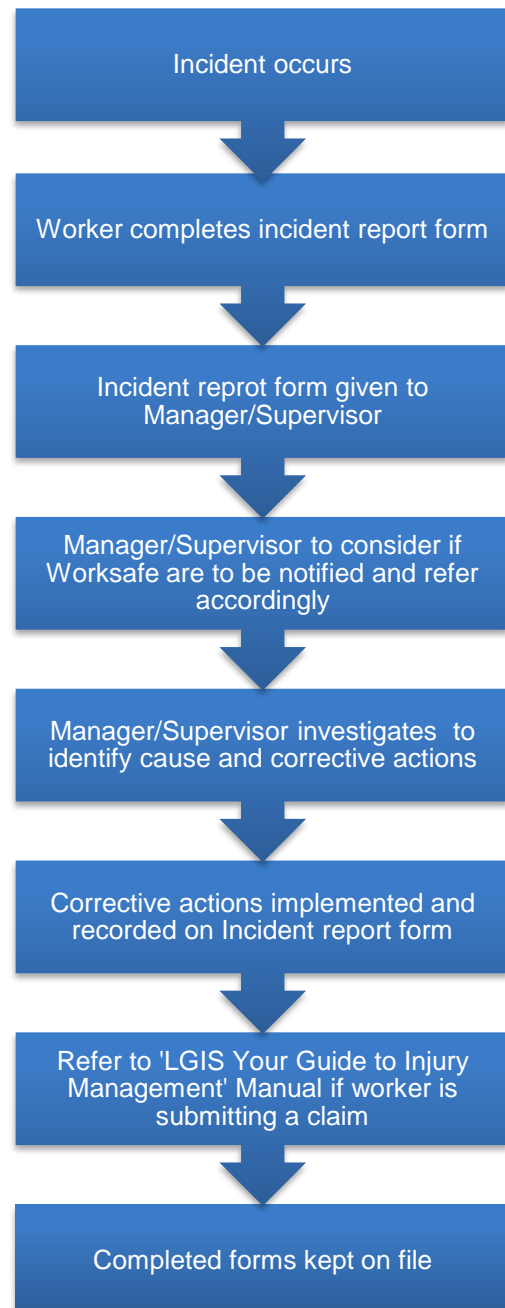 Incident occurs
Worker completes incident report form
Incident reprot form given to
Manager/Supervisor
Manager/Supervisor to consider if
Worksafe are to be notified and refer
accordingly
Manager/Supervisor investigates  to
identify cause and corrective actions
Corrective actions implemented and
recorded on Incident report form
Refer to 'LGIS Your Guide to Injury
Management' Manual if worker is
submitting a claim
Completed forms kept on file